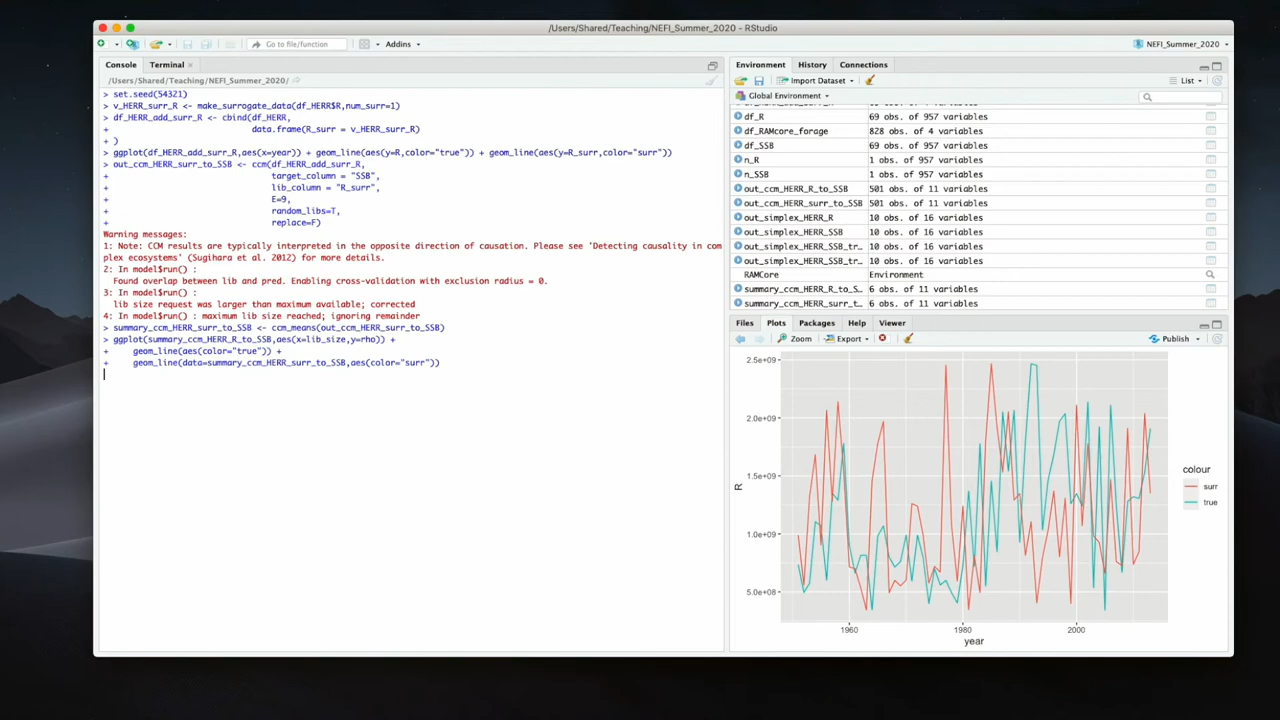 /Users/Shared/Teaching/NEFI_Summer_2020 - RStudio
Go to file/function
Addins
NEFI_Summer_2020
Console Terminal
/Users/Shared/Teaching/NEFI_Summer_2020/
> set.seed(54321)
> v_HERR_surr_R <- make_surrogate_data(df_HERR$R,num_surr=1)
> df_HERR_add_surr_R <- cbind(df_HERR,
+ data.frame(R_surr = v_HERR_surr_R)
+ )
> ggplot(df_HERR_add_surr_R,aes(x=year)) + geom_line(aes(y=R,color="true")) + geom_line(aes(y=R_surr,color="surr"))
> out_ccm_HERR_surr_to_SSB <- ccm(df_HERR_add_surr_R,
+ target_column = "SSB",
+ lib_column = "R_surr",
+ E=9,
+ random_libs=T,
+ replace=F)
Warning messages:
1: Note: CCM results are typically interpreted in the opposite direction of causation. Please see 'Detecting causality in com
plex ecosystems' (Sugihara et al. 2012) for more details.
2: In model$run() :
Found overlap between lib and pred. Enabling cross-validation with exclusion radius = 0.
3: In model$run() :
lib size request was larger than maximum available; corrected
4: In model$run() : maximum lib size reached; ignoring remainder
> summary_ccm_HERR_surr_to_SSB <- ccm_means(out_ccm_HERR_surr_to_SSB)
> ggplot(summary_ccm_HERR_R_to_SSB,aes(x=lib_size,y=rho)) +
+ geom_line(aes(color="true")) +
+ geom_line(data=summary_ccm_HERR_surr_to_SSB,aes(color="surr"))
Environment History Connections
Import Dataset
List
Global Environment
df_R 69 obs. of 957 variables
df_RAMcore_forage 828 obs. of 4 variables
df_SSB 69 obs. of 957 variables
n_R 1 obs. of 957 variables
n_SSB 1 obs. of 957 variables
out_ccm_HERR_R_to_SSB 501 obs. of 11 variables
out_ccm_HERR_surr_to_SSB 501 obs. of 11 variables
out_simplex_HERR_R 10 obs. of 16 variables
out_simplex_HERR_SSB 10 obs. of 16 variables
out_simplex_HERR_SSB_tr… 10 obs. of 16 variables
out_simplex_HERR_SSB_tr… 10 obs. of 16 variables
RAMCore Environment
summary_ccm_HERR_R_to_S… 6 obs. of 11 variables
summary_ccm_HERR_surr_t… 6 obs. of 11 variables
Files Plots Packages Help Viewer
Zoom Export Publish
2.5e+09
2.0e+09
1.5e+09
1.0e+09
5.0e+08
R
1960 1980 2000
year
colour
surr
true